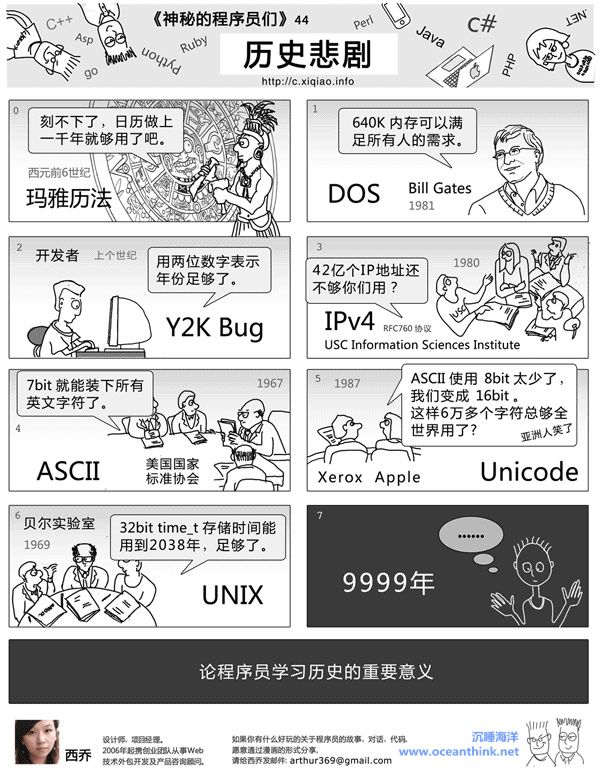 《神秘的程序员们》44
C++
Asp
go
Python
Ruby
历史悲剧
http://c.xiqiao.info
Perl
Java
C#
PHP
.NET
0
刻不下了，日历做上
一千年就够用了吧。
西元前6世纪
玛雅历法
1
640K 内存可以满
足所有人的需求。
DOS
Bill Gates
1981
2
开发者
上个世纪
用两位数字表示
年份足够了。
Y2K Bug
3
42亿个IP地址还
不够你们用？
1980
USC
IPv4 RFC760 协议
USC Information Sciences Institute
7bit 就能装下所有
英文字符了。
1967
4
ASCII
美国国家
标准协会
5
1987
ASCII 使用 8bit 太少了，
我们变成 16bit 。
这样6万多个字符总够全
世界用了？
亚洲人笑了
Xerox Apple
Unicode
6
贝尔实验室
1969
32bit time_t 存储时间能
用到2038年，足够了。
UNIX
7
......
9999年
论程序员学习历史的重要意义
西乔
设计师，项目经理。
2006年起携创业团队从事Web
技术外包开发及产品咨询顾问。
如果你有什么好玩的关于程序员的故事、对话、代码，
愿意通过漫画的形式分享，
请给西乔发邮件: arthur369@gmail.com
沉睡海洋
www.oceanthink.net